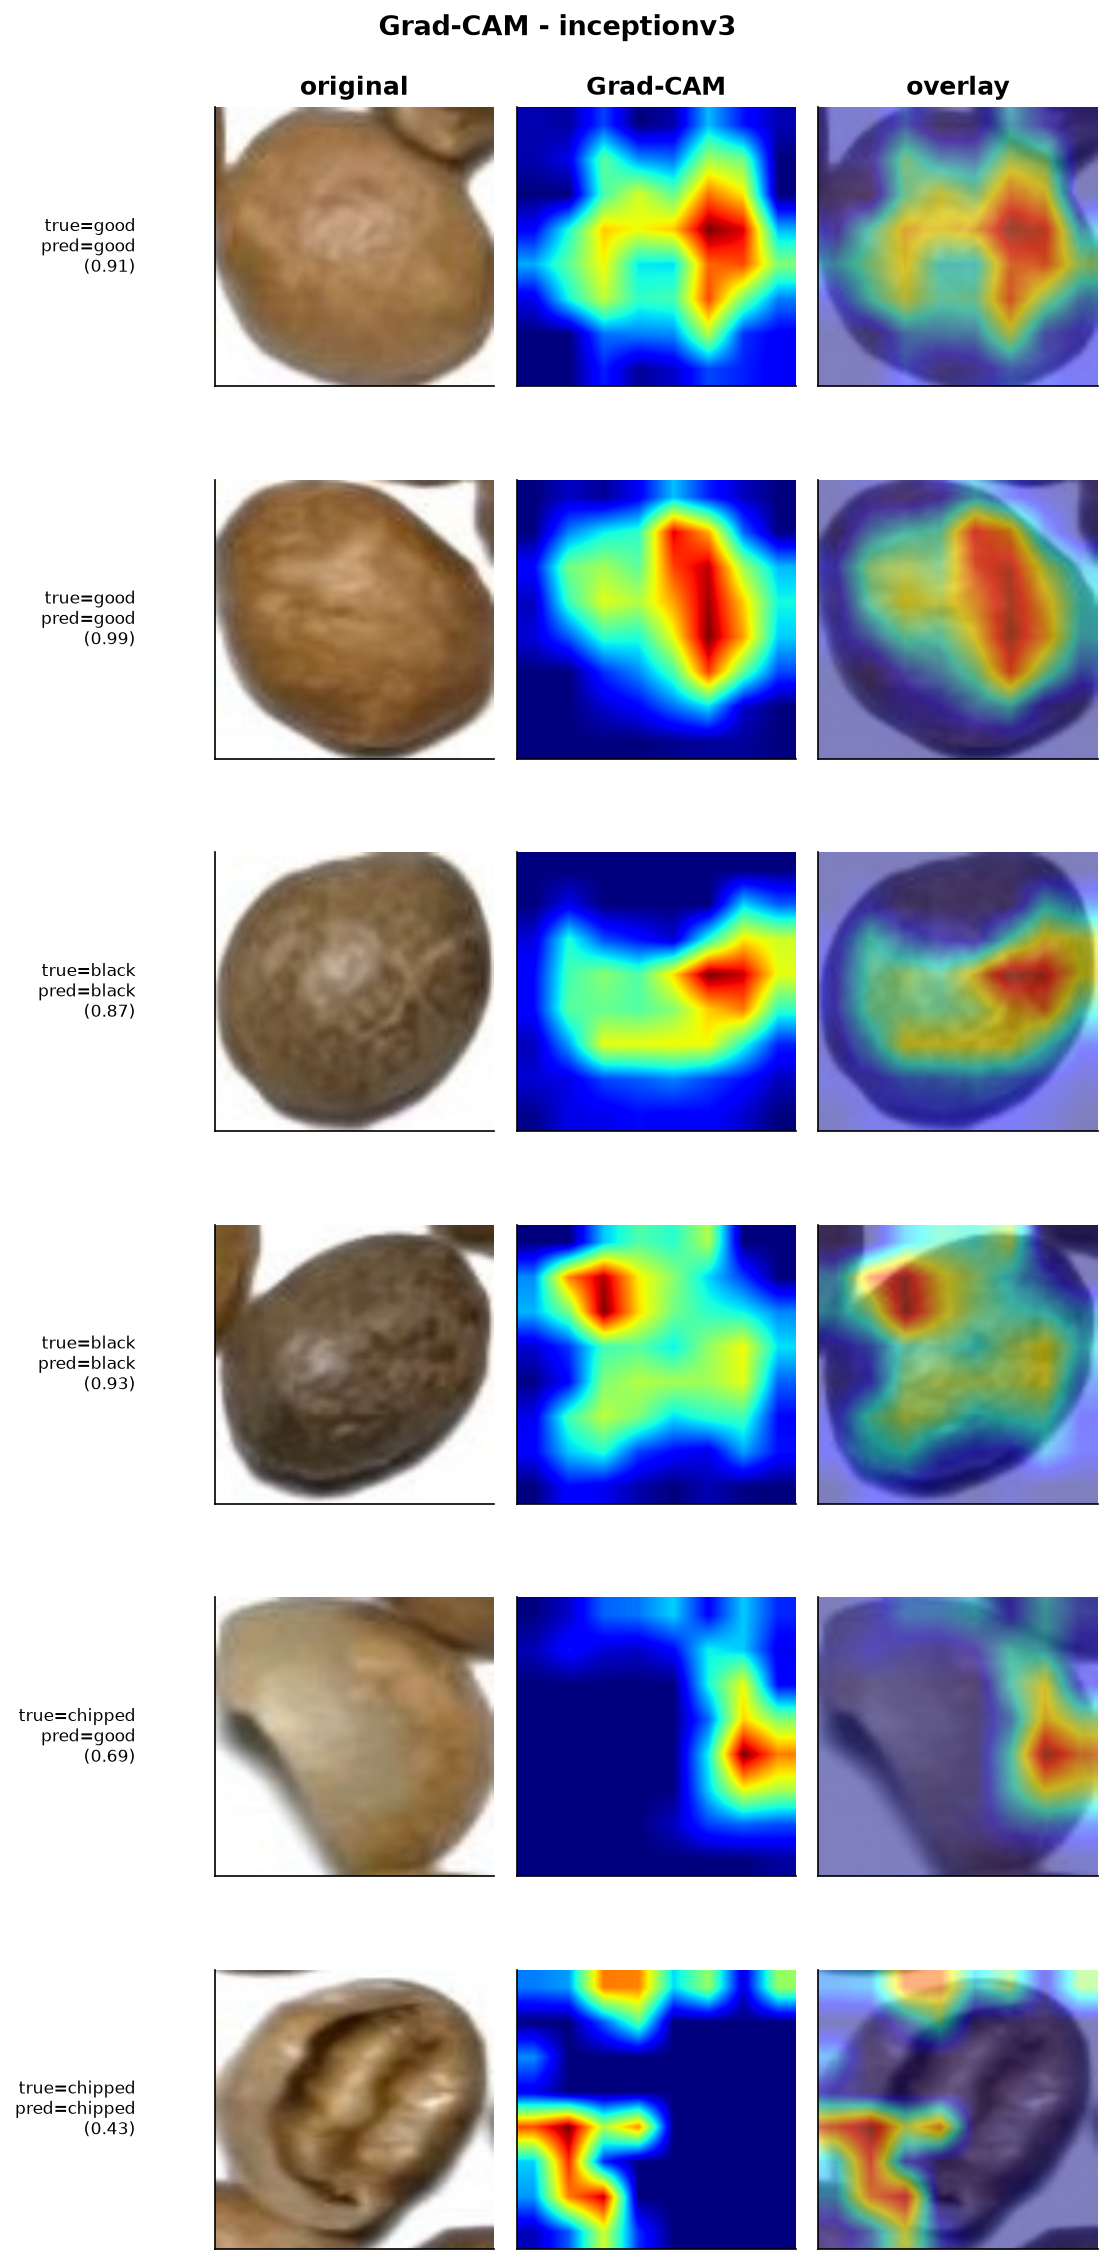 Grad-CAM - inceptionv3
original
Grad-CAM
overlay
true=good
pred=good
(0.91)
true=good
pred=good
(0.99)
true=black
pred=black
(0.87)
true=black
pred=black
(0.93)
true=chipped
pred=good
(0.69)
true=chipped
pred=chipped
(0.43)